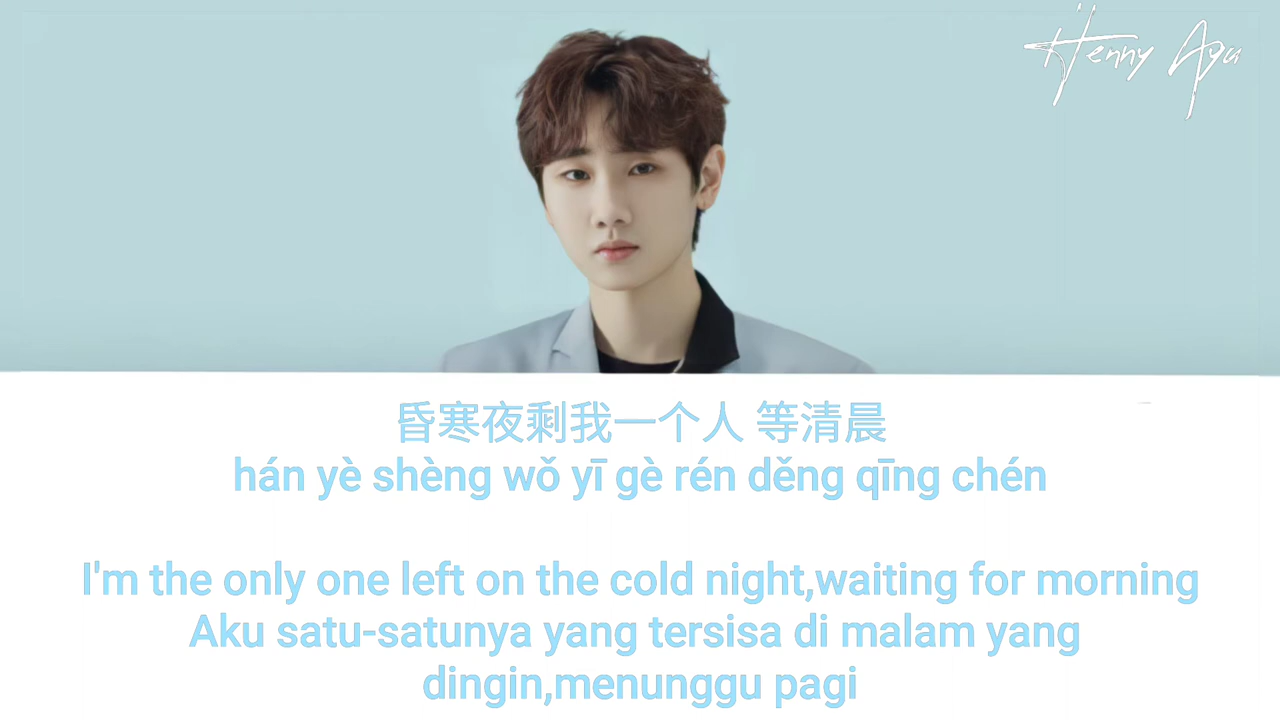 Henny Ayu
昏寒夜剩我一个人 等清晨
hán yè shèng wǒ yī gè rén děng qīng chén
I'm the only one left on the cold night,waiting for morning
Aku satu-satunya yang tersisa di malam yang
dingin,menunggu pagi